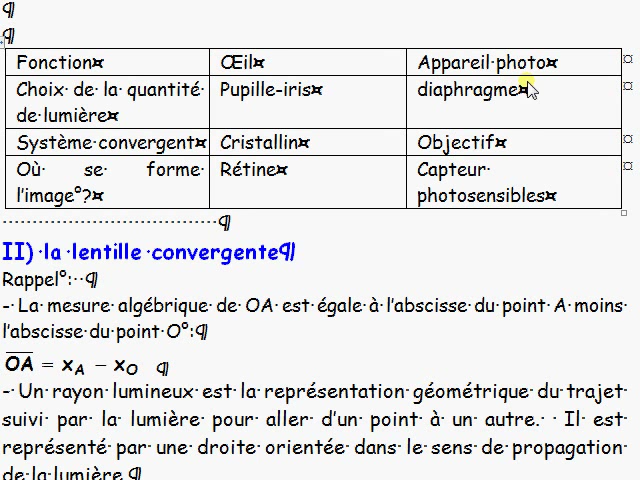 Fonction Œil Appareil photo
Choix de la quantité de lumière Pupille-iris diaphragme
Système convergent Cristallin Objectif
Où se forme l'image°? Rétine Capteur photosensibles
II) la lentille convergente
Rappel°:
- La mesure algébrique de OA est égale à l'abscisse du point A moins
l'abscisse du point O°:
OA = xA – xO
- Un rayon lumineux est la représentation géométrique du trajet
suivi par la lumière pour aller d'un point à un autre. Il est
représenté par une droite orientée dans le sens de propagation
de la lumière.